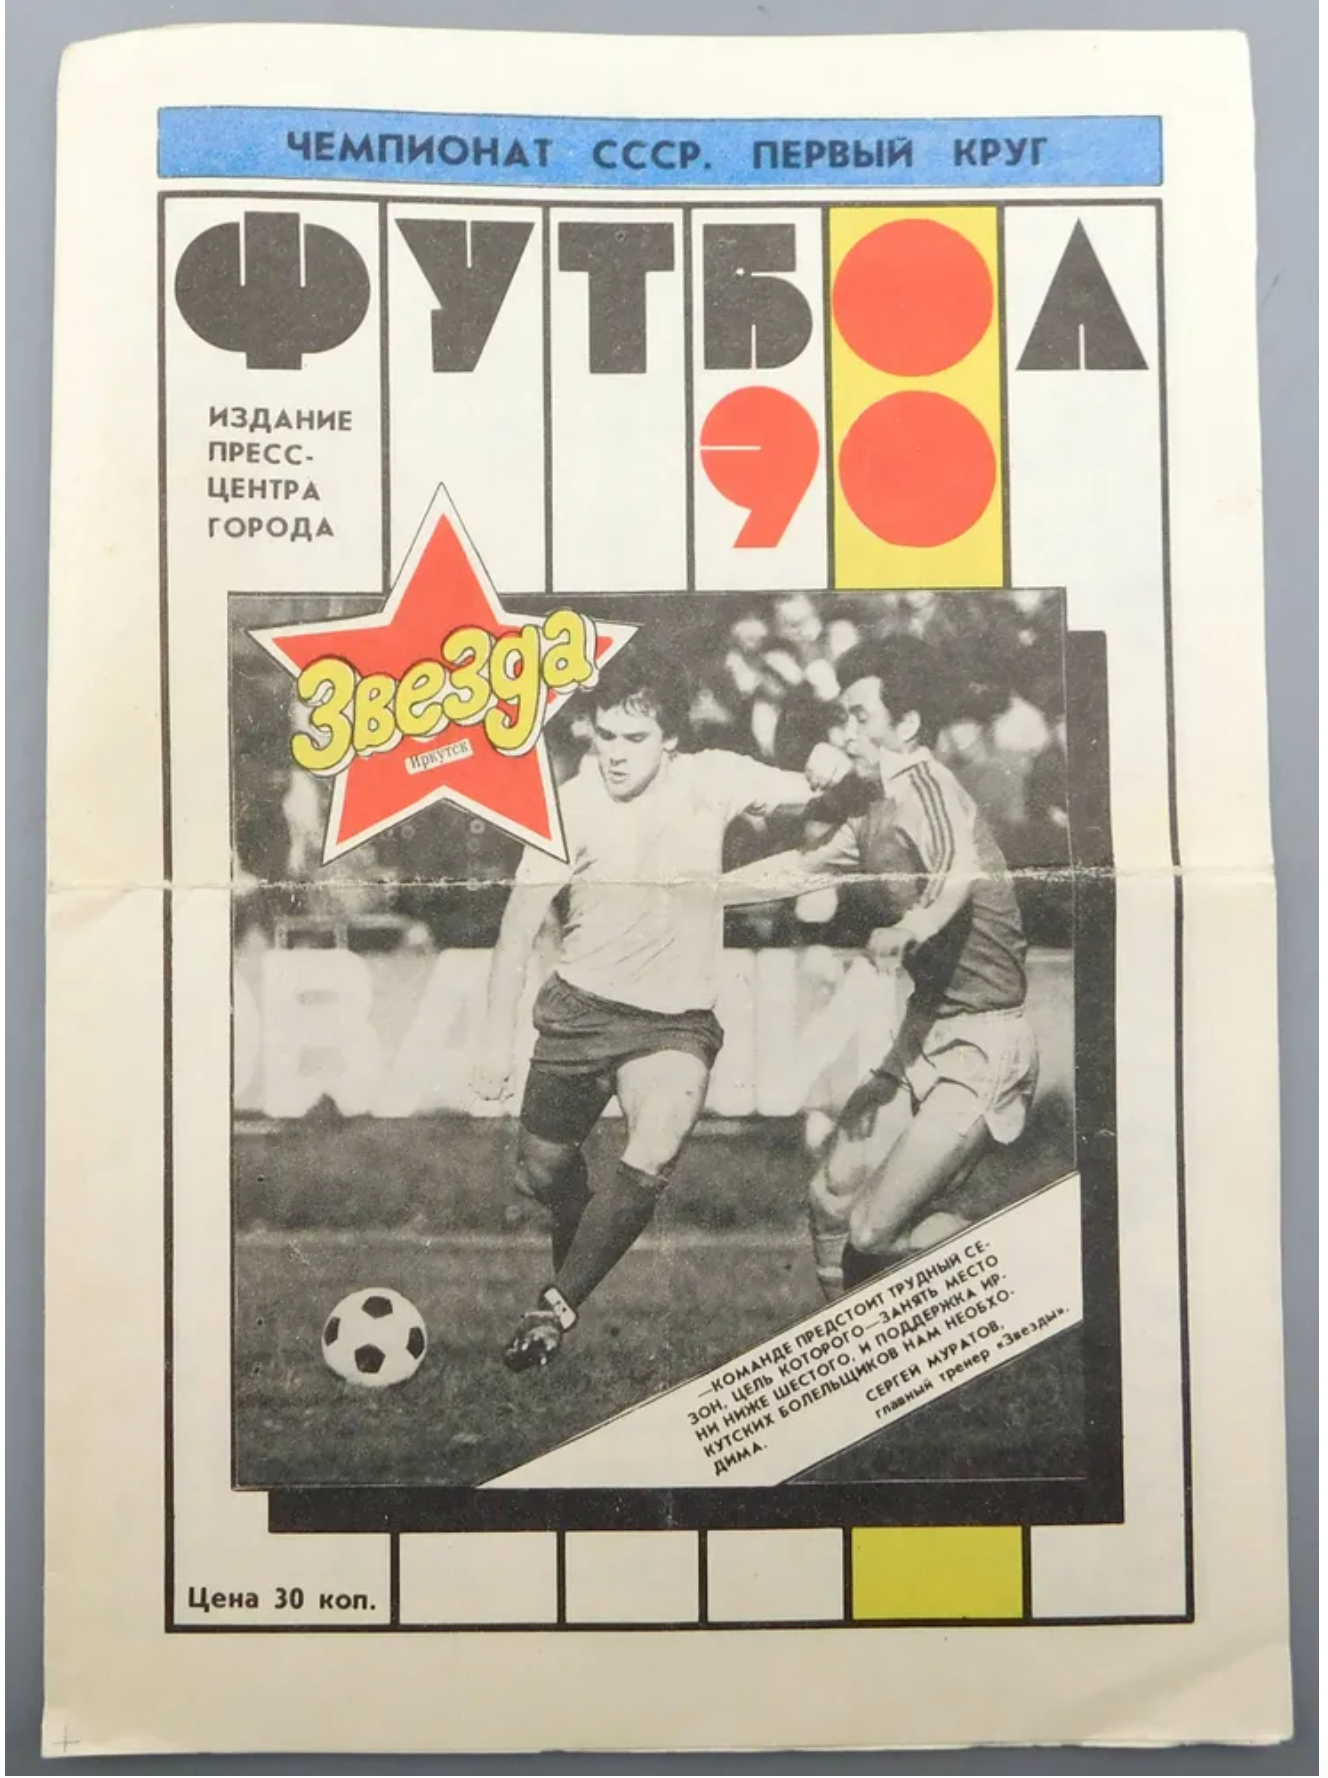 ЧЕМПИОНАТ СССР. ПЕРВЫЙ КРУГ
ФУТБОЛ
90
ИЗДАНИЕ
ПРЕСС-
ЦЕНТРА
ГОРОДА
Звезда
Иркутск
—КОМАНДЕ ПРЕДСТОИТ ТРУДНЫЙ СЕ-
ЗОН, ЦЕЛЬ КОТОРОГО—ЗАНЯТЬ МЕСТО
НИ НИЖЕ ШЕСТОГО, И ПОДДЕРЖКА ИР-
КУТСКИХ БОЛЕЛЬЩИКОВ НАМ НЕОБХО-
ДИМА.
СЕРГЕЙ МУРАТОВ,
главный тренер «Звезды».
Цена 30 коп.